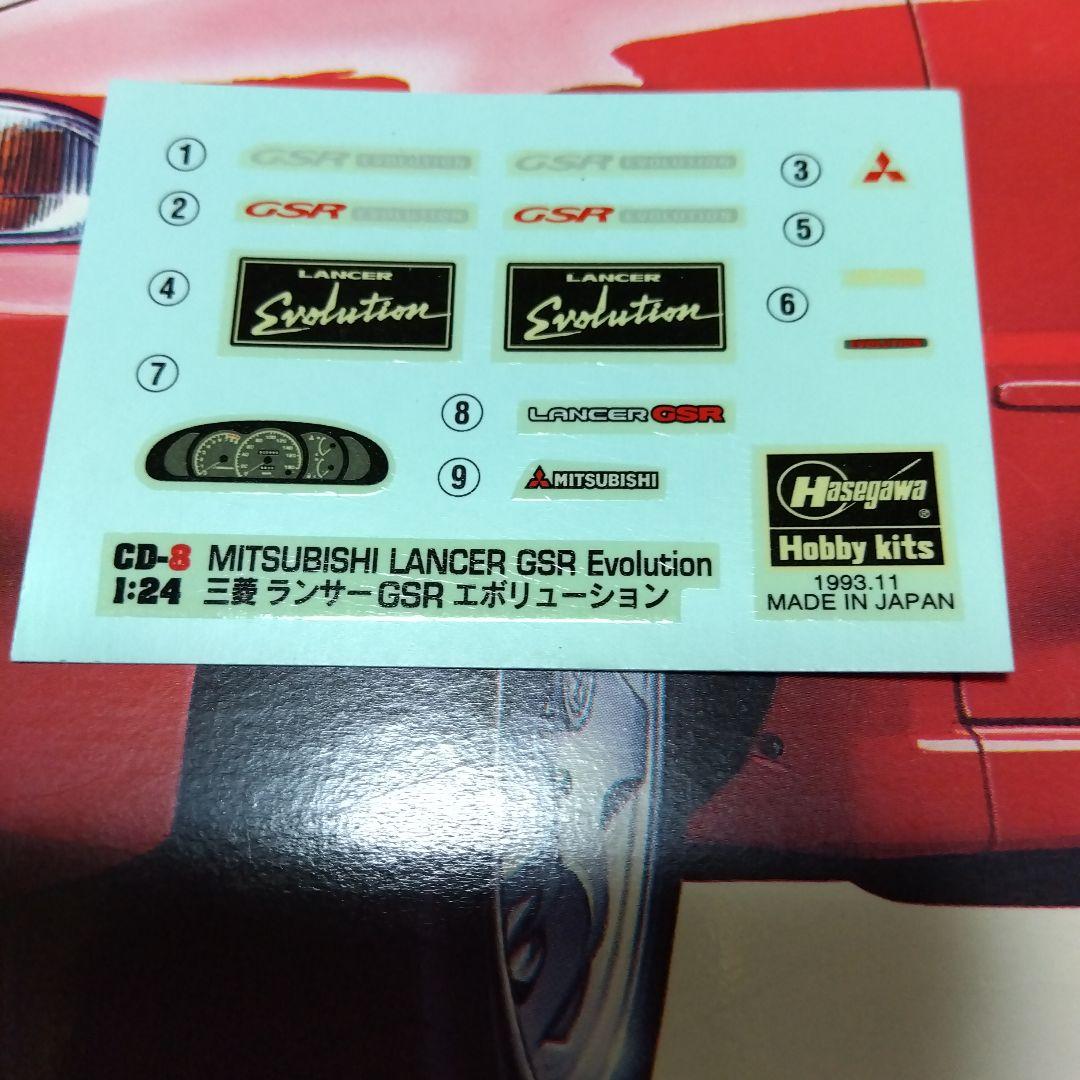 ① GSR EVOLUTION GSR EVOLUTION
② GSR EVOLUTION GSR EVOLUTION
③
④ LANCER Evolution LANCER Evolution
⑤
⑥ EVOLUTION
⑦
⑧ LANCER GSR
⑨ MITSUBISHI
CD-8 MITSUBISHI LANCER GSR Evolution
1:24 三菱 ランサーGSR エボリューション
Hasegawa®
Hobby kits
1993.11
MADE IN JAPAN